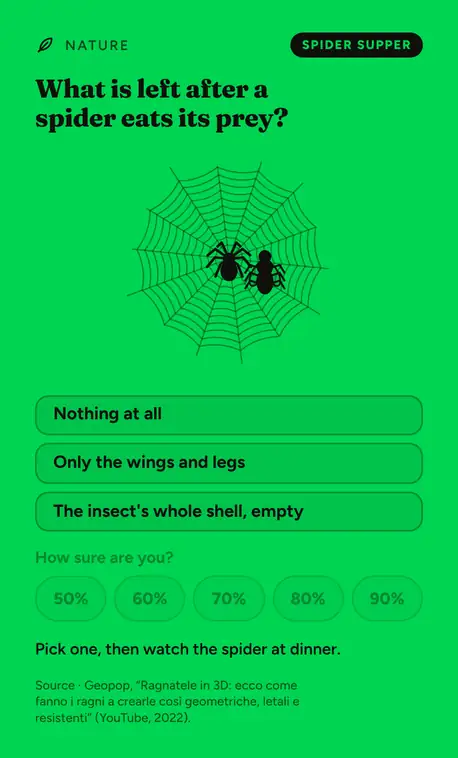 NATURE
SPIDER SUPPER
What is left after a
spider eats its prey?
Nothing at all
Only the wings and legs
The insect's whole shell, empty
How sure are you?
50% 60% 70% 80% 90%
Pick one, then watch the spider at dinner.
Source · Geopop, "Ragnatele in 3D: ecco come
fanno i ragni a crearle così geometriche, letali e
resistenti" (YouTube, 2022).